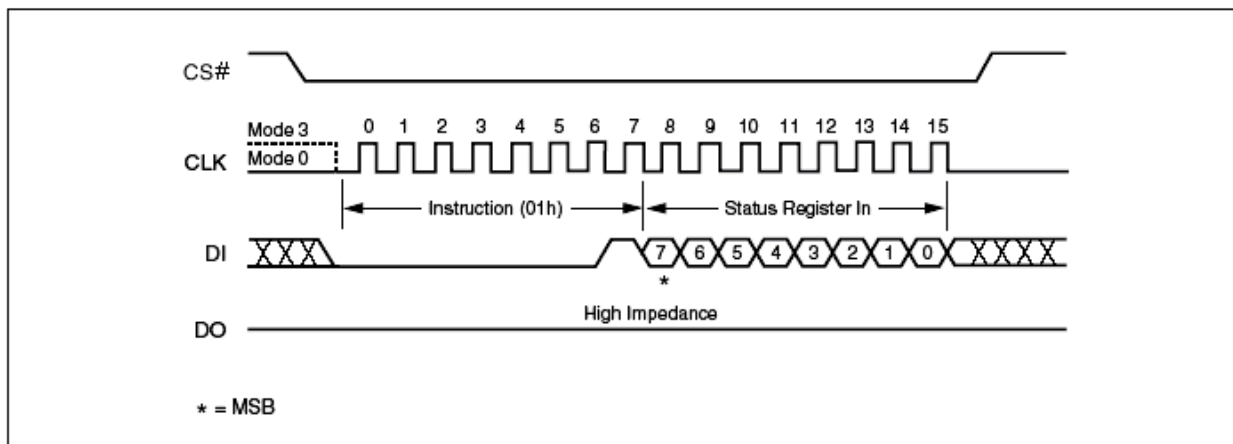 CS#
Mode 3 0 1 2 3 4 5 6 7 8 9 10 11 12 13 14 15
CLK Mode 0
Instruction (01h) Status Register In
DI 7 6 5 4 3 2 1 0
*
High Impedance
DO
* = MSB